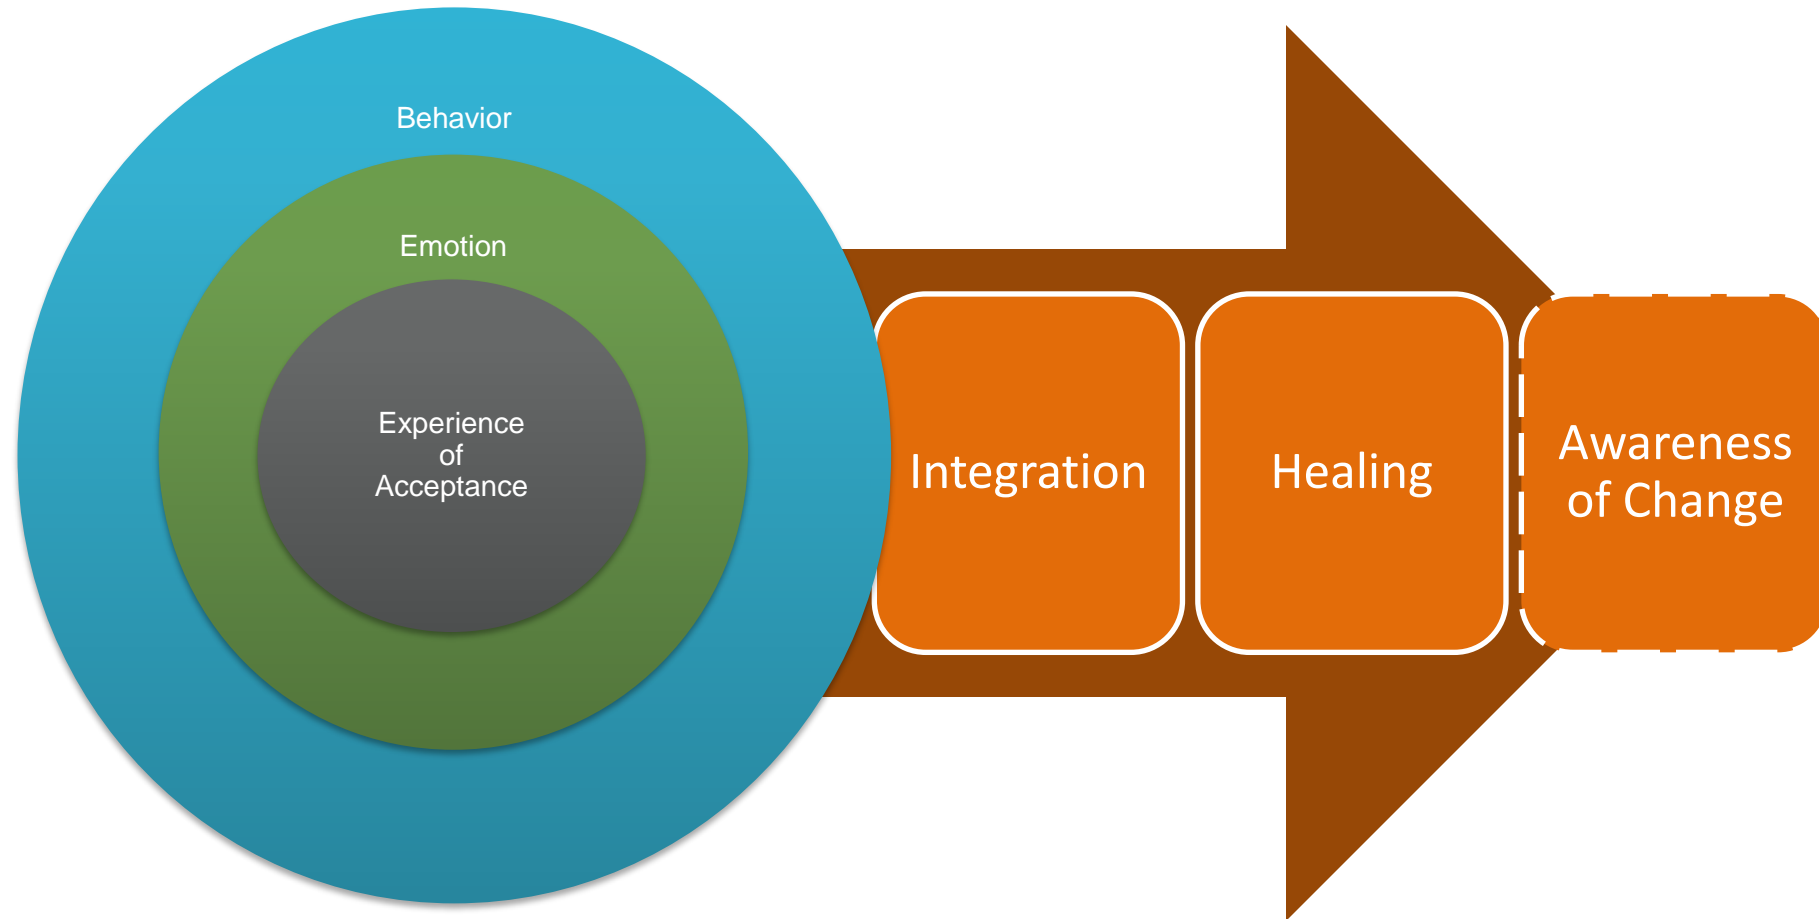 Behavior
Emotion
Experience
of
Acceptance
Integration
Healing
Awareness
of Change